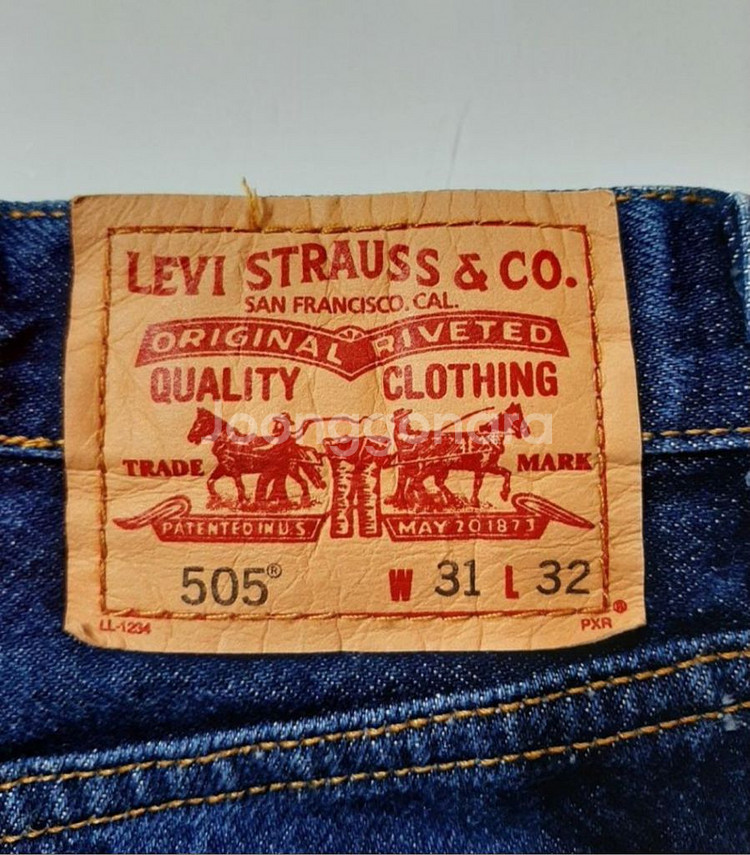 LEVI STRAUSS & CO.
SAN FRANCISCO, CAL.
ORIGINAL RIVETED
QUALITY CLOTHING
Joonggonara
TRADE MARK
PATENTED IN U.S. MAY 20 1873
505® W 31 L 32
®
LL-1234 PXR